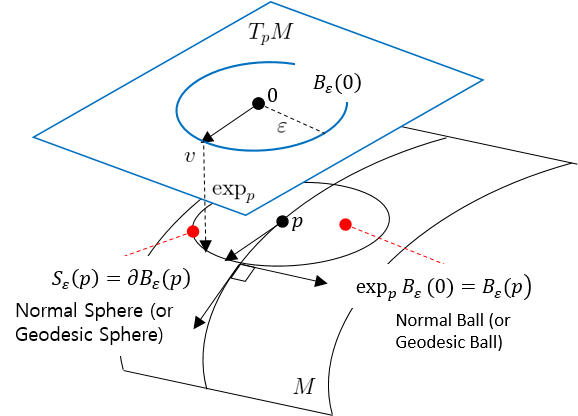 T_pM
0
B_ε(0)
ε
v
exp_p
p
S_ε(p) = ∂B_ε(p)
Normal Sphere (or
Geodesic Sphere)
exp_p B_ε (0) = B_ε(p)
Normal Ball (or
Geodesic Ball)
M